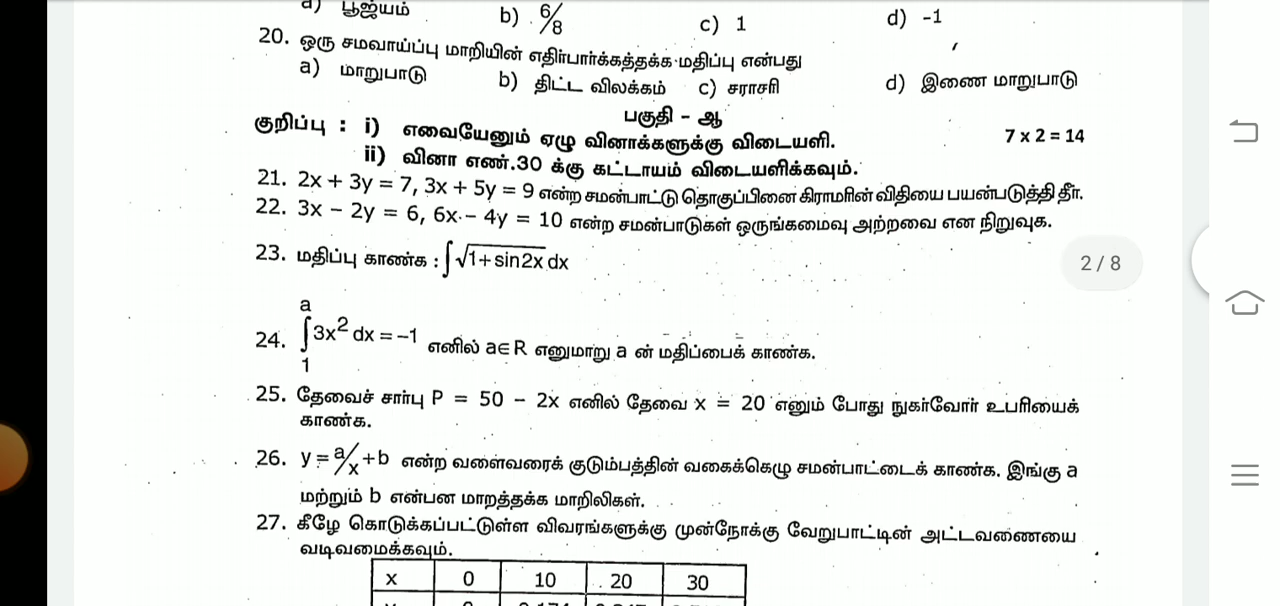 a) பூஜ்யம் b) 6/8 c) 1 d) -1
20. ஒரு சமவாய்ப்பு மாறியின் எதிர்பார்க்கத்தக்க மதிப்பு என்பது
a) மாறுபாடு b) திட்ட விலக்கம் c) சராசரி d) இணை மாறுபாடு
பகுதி - ஆ
குறிப்பு : i) எவையேனும் ஏழு வினாக்களுக்கு விடையளி. 7 x 2 = 14
ii) வினா எண்.30 க்கு கட்டாயம் விடையளிக்கவும்.
21. 2x + 3y = 7, 3x + 5y = 9 என்ற சமன்பாட்டு தொகுப்பினை கிராமரின் விதியை பயன்படுத்தி தீர்.
22. 3x - 2y = 6, 6x - 4y = 10 என்ற சமன்பாடுகள் ஒருங்கமைவு அற்றவை என நிறுவுக.
23. மதிப்பு காண்க : ∫√1+sin2x dx
2 / 8
24. ∫₁ᵃ 3x² dx = -1 எனில் a∈R எனுமாறு a ன் மதிப்பைக் காண்க.
25. தேவைச் சார்பு P = 50 - 2x எனில் தேவை x = 20 எனும் போது நுகர்வோர் உபரியைக்
காண்க.
26. y = a/x + b என்ற வளைவரைக் குடும்பத்தின் வகைக்கெழு சமன்பாட்டைக் காண்க. இங்கு a
மற்றும் b என்பன மாறத்தக்க மாறிலிகள்.
27. கீழே கொடுக்கப்பட்டுள்ள விவரங்களுக்கு முன்நோக்கு வேறுபாட்டின் அட்டவணையை
வடிவமைக்கவும்.
x 0 10 20 30